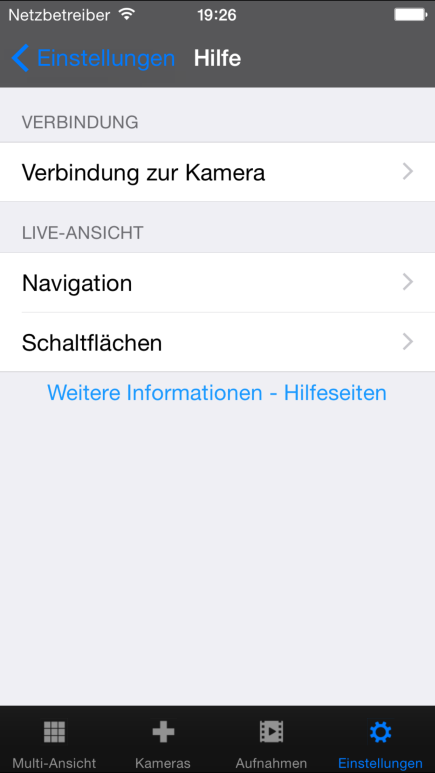 Netzbetreiber 19:26
Einstellungen Hilfe
VERBINDUNG
Verbindung zur Kamera
LIVE-ANSICHT
Navigation
Schaltflächen
Weitere Informationen - Hilfeseiten
Multi-Ansicht Kameras Aufnahmen Einstellungen